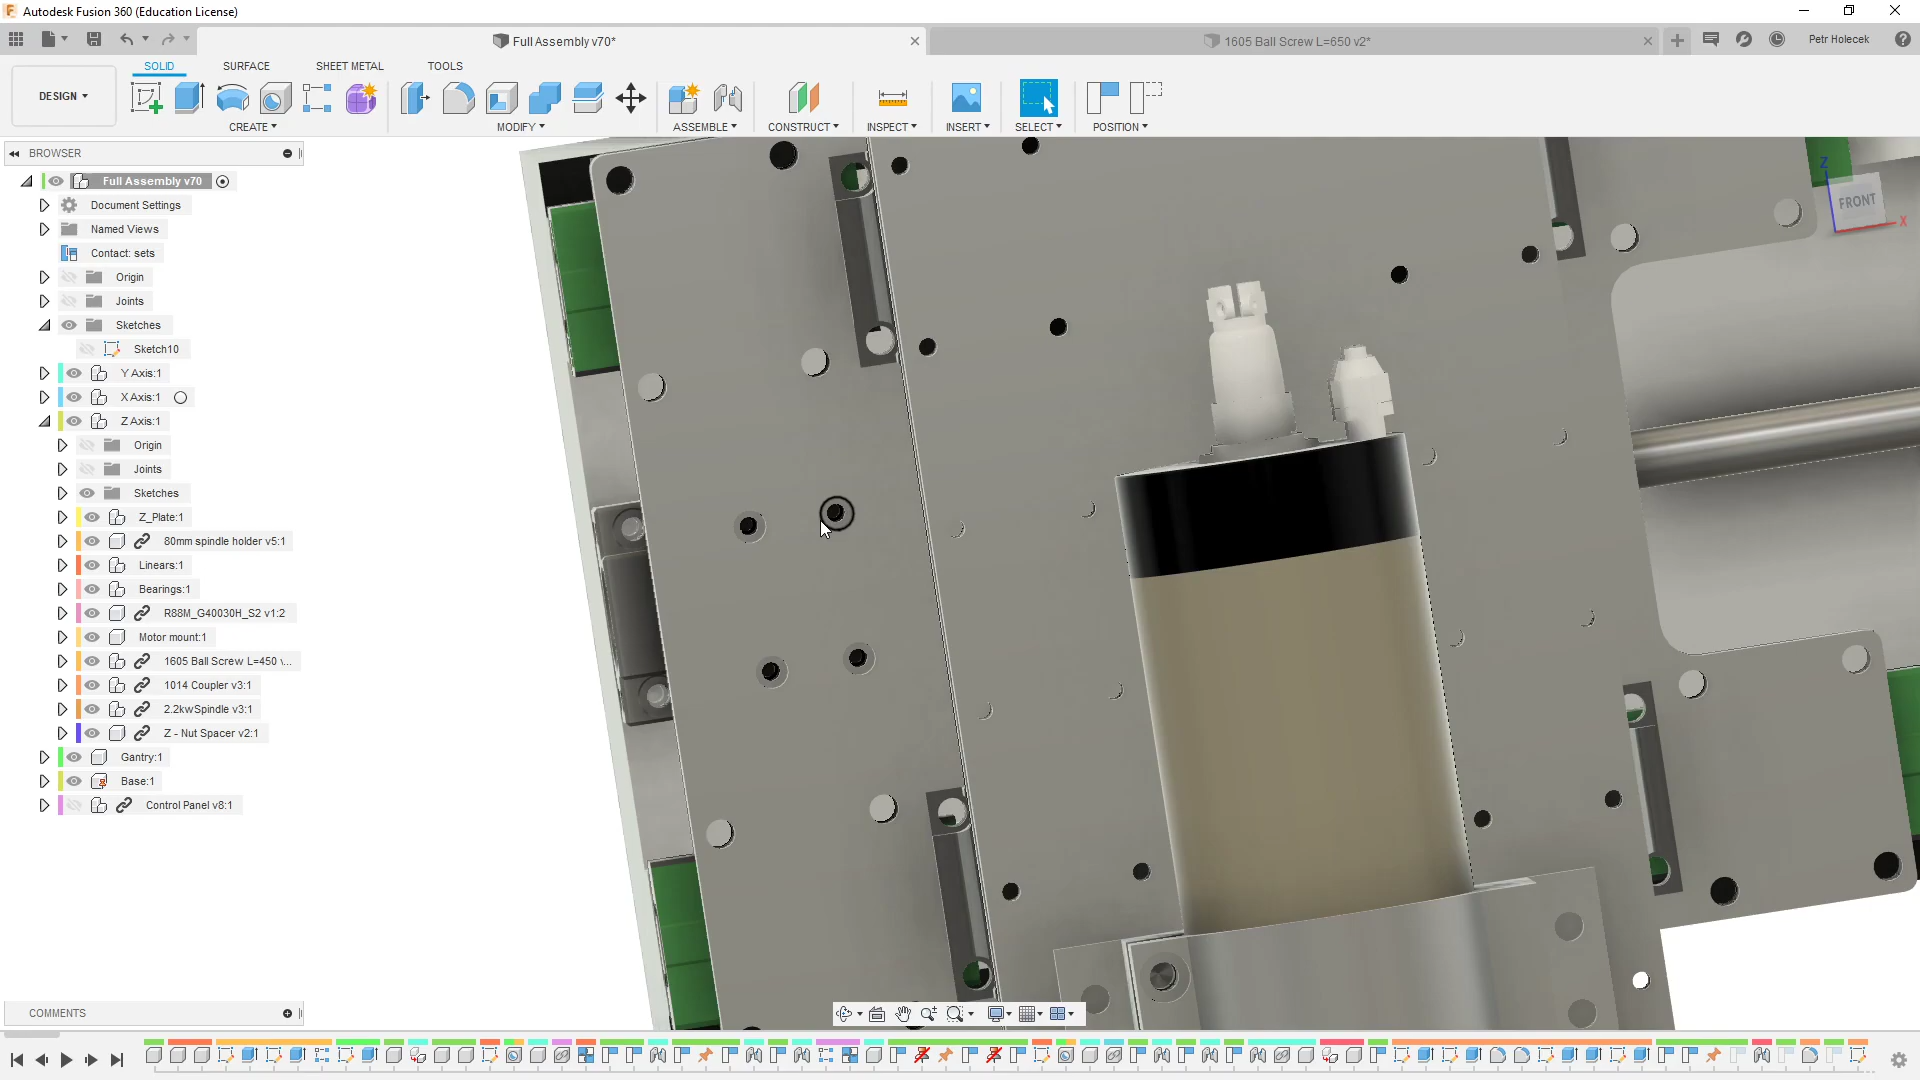 Autodesk Fusion 360 (Education License)
Full Assembly v70*
1605 Ball Screw L=650 v2*
Petr Holecek
SOLID
SURFACE
SHEET METAL
TOOLS
DESIGN
CREATE
MODIFY
ASSEMBLE
CONSTRUCT
INSPECT
INSERT
SELECT
POSITION
BROWSER
Full Assembly v70
Document Settings
Named Views
Contact: sets
Origin
Joints
Sketches
Sketch10
Y Axis:1
X Axis:1
Z Axis:1
Origin
Joints
Sketches
Z_Plate:1
80mm spindle holder v5:1
Linears:1
Bearings:1
R88M_G40030H_S2 v1:2
Motor mount:1
1605 Ball Screw L=450 \...
1014 Coupler v3:1
2.2kwSpindle v3:1
Z - Nut Spacer v2:1
Gantry:1
Base:1
Control Panel v8:1
Z
FRONT
X
COMMENTS